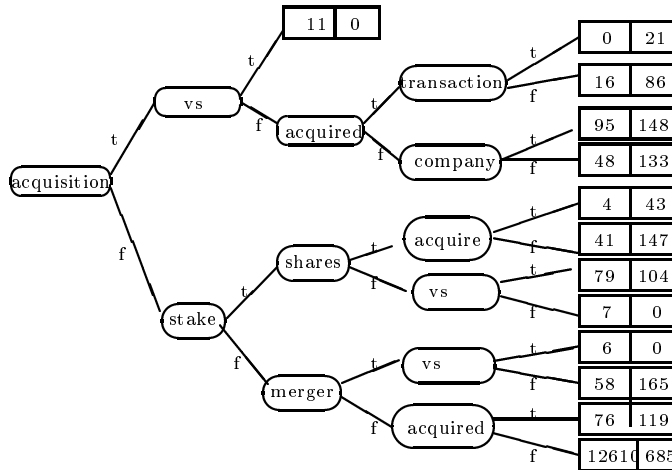 11 0
t
0 21
t
transaction
vs
t
16 86
f
f
acquired
95 148
t
t
f
company
48 133
f
acquisition
4 43
t
acquire
f
41 147
f
t
shares
79 104
t
t
f
vs
7 0
f
stake
6 0
t
vs
t
f
merger
58 165
f
76 119
t
f
acquired
12610 685
f